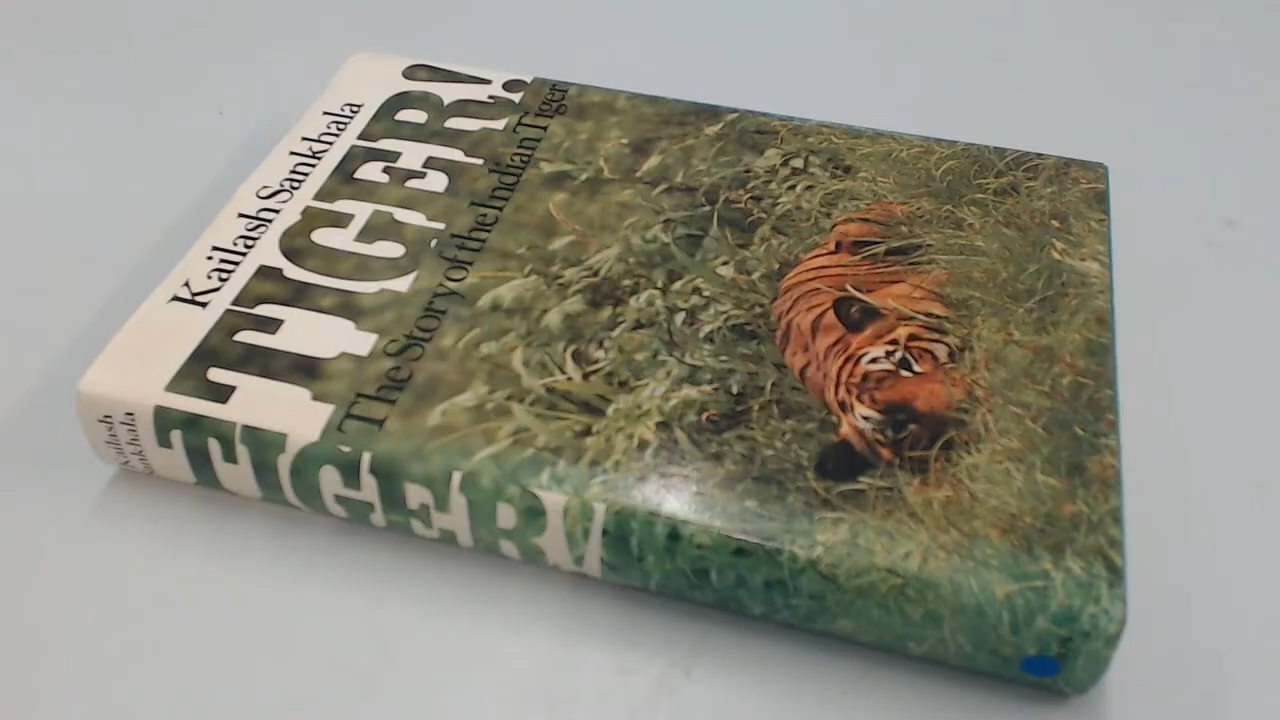 Kailash Sankhala
TIGER!
The Story of the Indian Tiger
Kailash
Sankhala
TIGER!